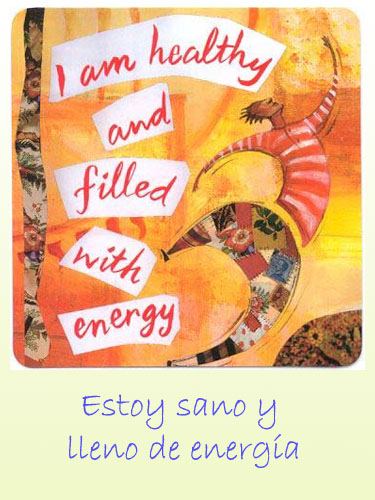 I am healthy
and
filled
with
energy
Estoy sano y
lleno de energía